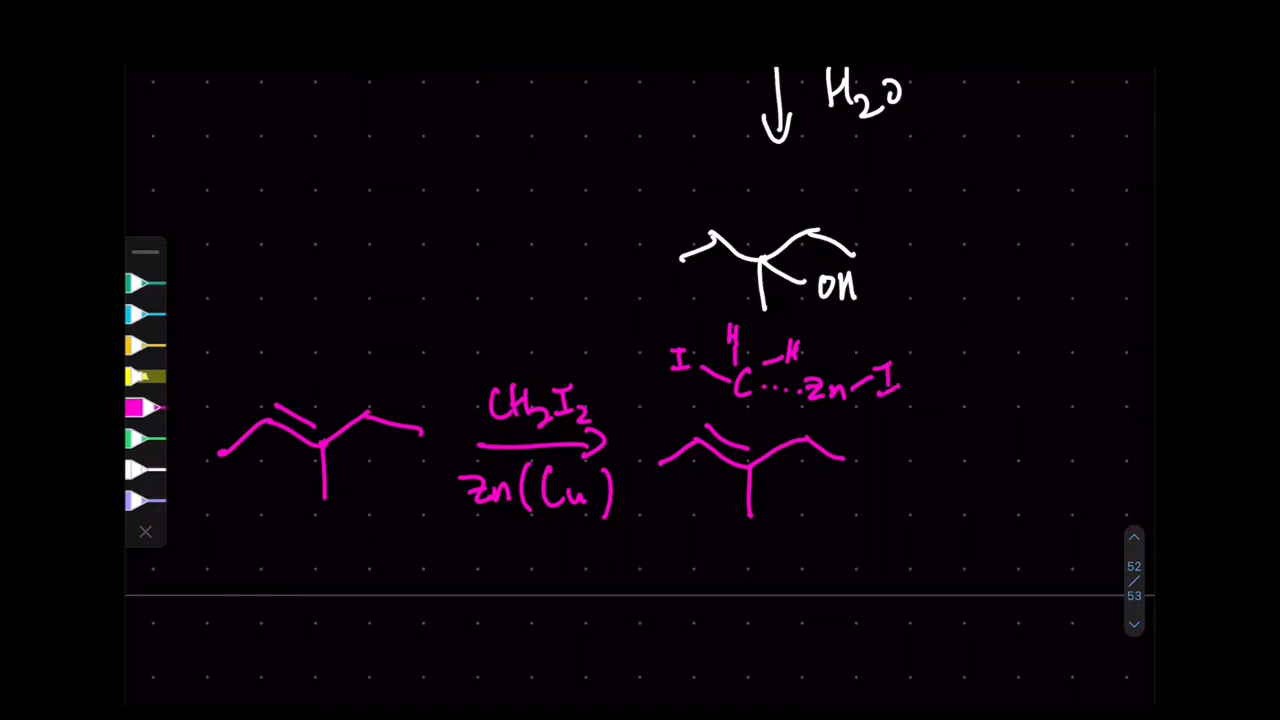 H₂O
OH
H
I H
C Zn I
CH₂I₂
Zn(Cu)
52
/
53